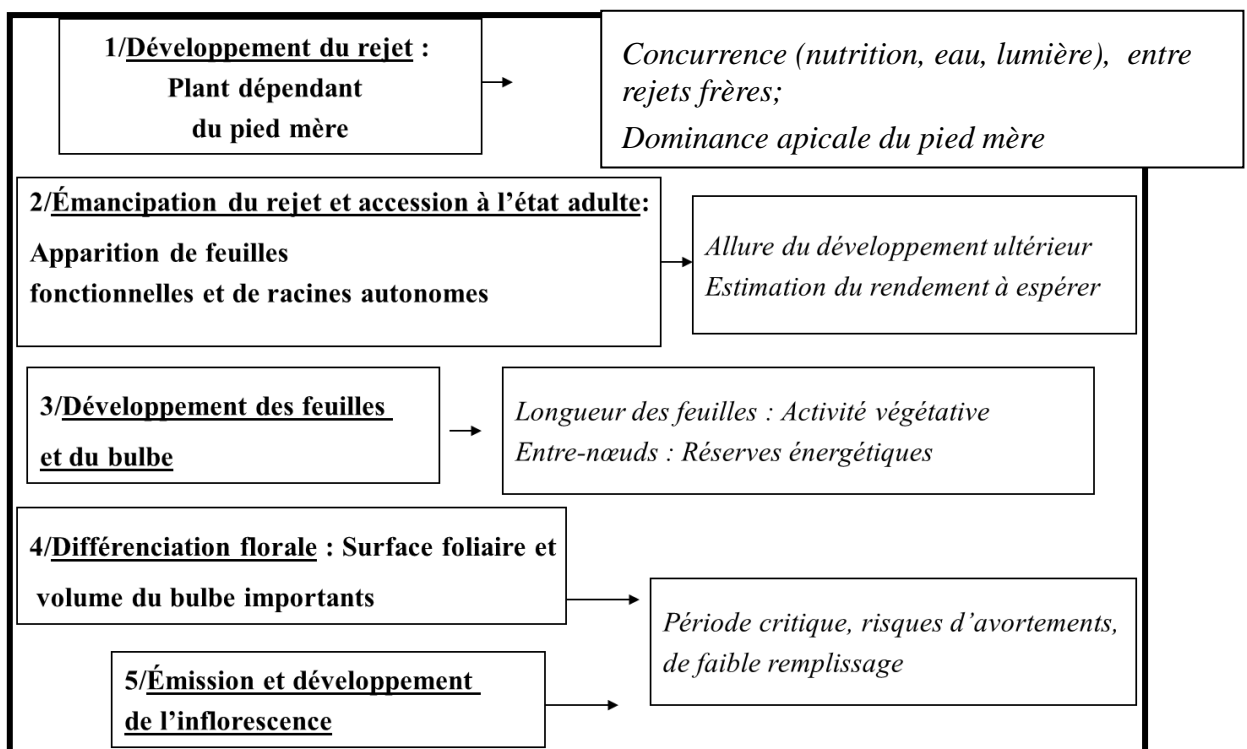 1/Développement du rejet :
Plant dépendant
du pied mère
Concurrence (nutrition, eau, lumière), entre
rejets frères;
Dominance apicale du pied mère
2/Émancipation du rejet et accession à l’état adulte:
Apparition de feuilles
fonctionnelles et de racines autonomes
Allure du développement ultérieur
Estimation du rendement à espérer
3/Développement des feuilles
et du bulbe
Longueur des feuilles : Activité végétative
Entre-nœuds : Réserves énergétiques
4/Différenciation florale : Surface foliaire et
volume du bulbe importants
Période critique, risques d’avortements,
de faible remplissage
5/Émission et développement
de l’inflorescence